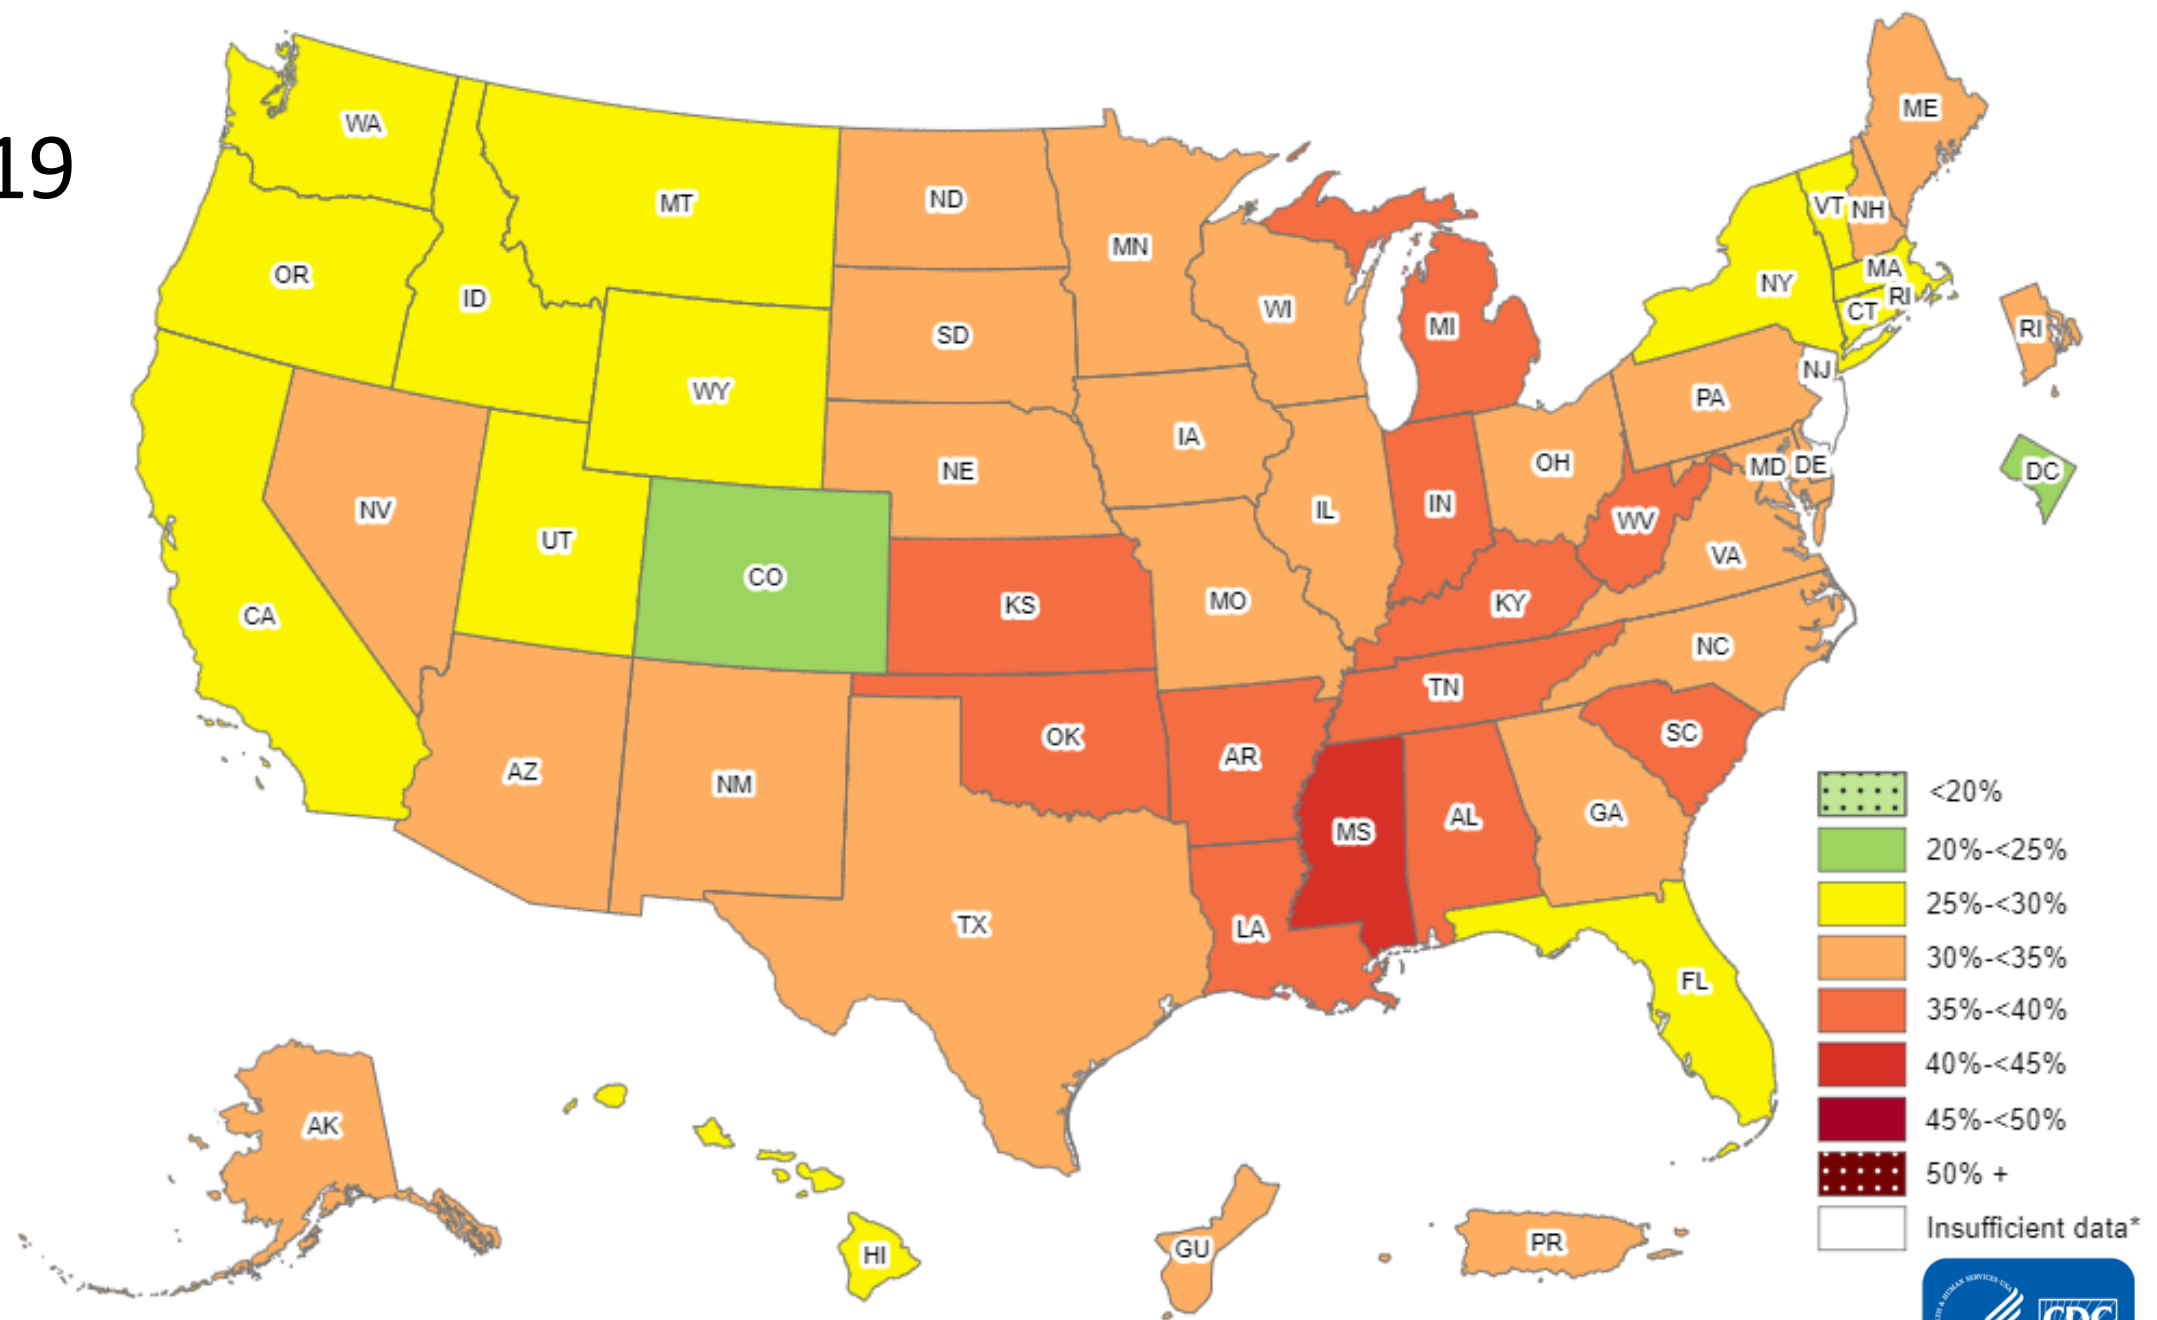 19
WA
MT
ND
MN
ME
VT
NH
OR
ID
WY
SD
WI
MI
NY
MA
RI
CT
RI
NJ
PA
NV
UT
CO
NE
IA
IL
IN
OH
MD
DE
DC
WV
VA
CA
KS
MO
KY
NC
TN
SC
AZ
NM
OK
AR
MS
AL
GA
TX
LA
FL
AK
HI
GU
PR
<20%
20%-<25%
25%-<30%
30%-<35%
35%-<40%
40%-<45%
45%-<50%
50% +
Insufficient data*
CDC